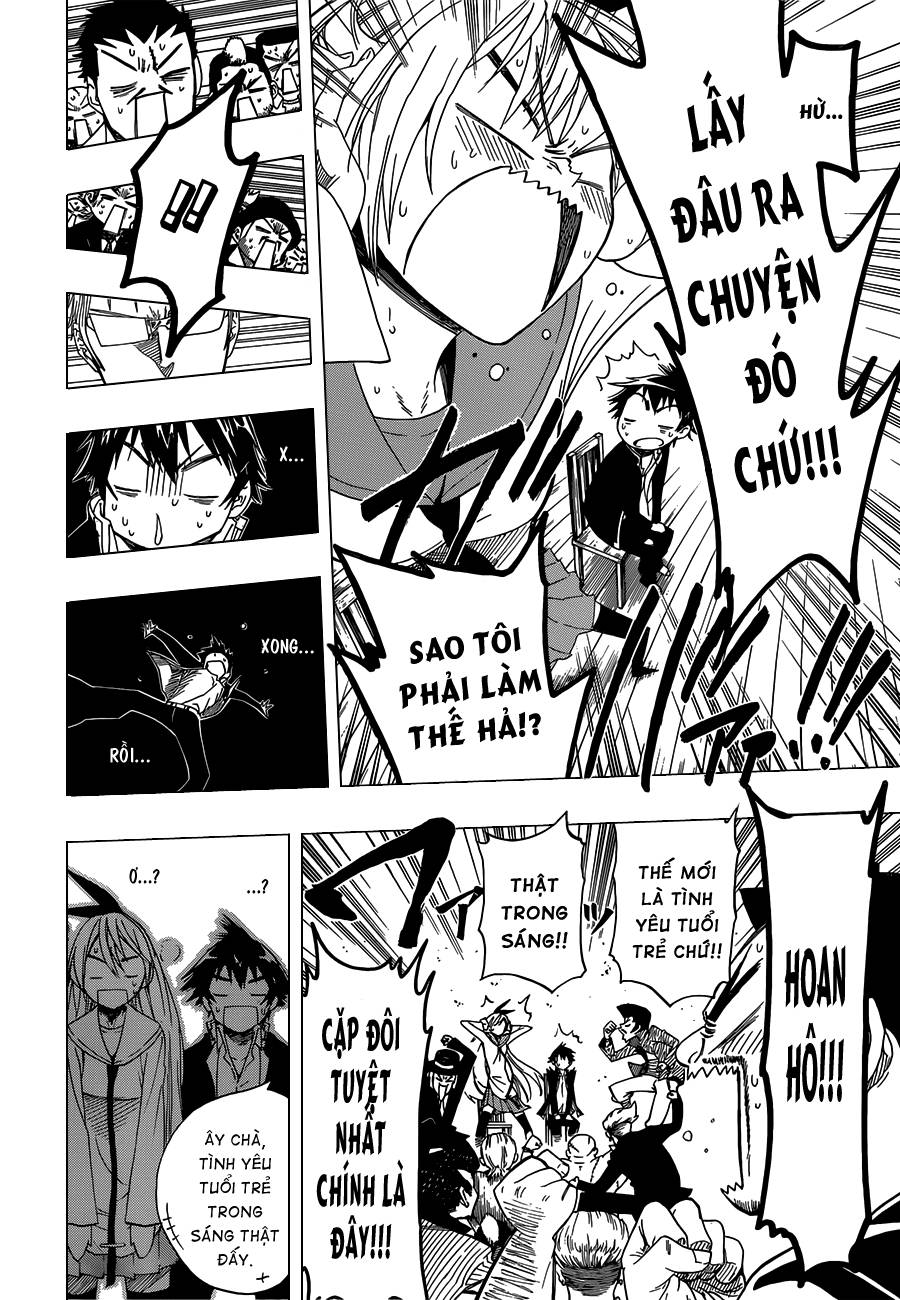 HỪ...
LẤY
ĐÂU RA
CHUYỆN
ĐÓ
CHỨ!!!
SAO TÔI
PHẢI LÀM
THẾ HẢ!?
!!
X...
XONG...
RỒI...
HOAN
HÔ!!!
THẾ MỚI
LÀ TÌNH
YÊU TUỔI
TRẺ CHỨ!!
THẬT
TRONG
SÁNG!!
CẶP ĐÔI
TUYỆT
NHẤT
CHÍNH LÀ
ĐÂY!!!
...?
Ơ...?
ÂY CHÀ,
TÌNH YÊU
TUỔI TRẺ
TRONG
SÁNG THẬT
ĐẤY.